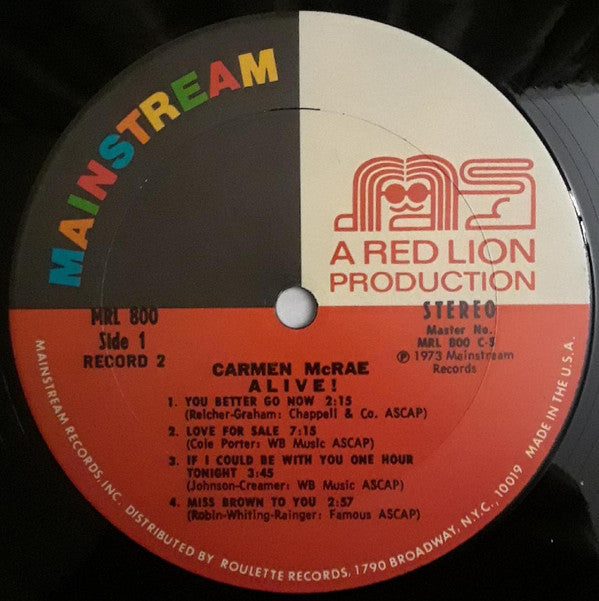 MAINSTREAM
A RED LION
PRODUCTION
MRL 800
Side 1
RECORD 2
STEREO
Master No.
MRL 800 C-S
℗ 1973 Mainstream
Records
CARMEN McRAE
ALIVE!
1. YOU BETTER GO NOW 2:15
(Reicher-Graham: Chappell & Co. ASCAP)
2. LOVE FOR SALE 7:15
(Cole Porter: WB Music ASCAP)
3. IF I COULD BE WITH YOU ONE HOUR
TONIGHT 3:45
(Johnson-Creamer: WB Music ASCAP)
4. MISS BROWN TO YOU 2:57
(Robin-Whiting-Rainger: Famous ASCAP)
MAINSTREAM RECORDS, INC. DISTRIBUTED BY ROULETTE RECORDS, 1790 BROADWAY, N.Y.C., 10019 MADE IN THE U.S.A.